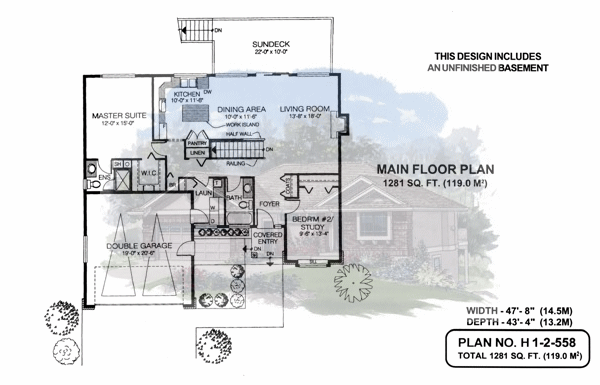 DN
SUNDECK
22'-0" x 10'-0"
THIS DESIGN INCLUDES
AN UNFINISHED BASEMENT
KITCHEN
10'-0" x 11'-6"
DW
MASTER SUITE
12'-0" x 15'-0"
DINING AREA
10'-0" x 11'-6"
LIVING ROOM
13'-8" x 18'-0"
WORK ISLAND
HALF WALL
PANTRY
LINEN
DN
RAILING
MAIN FLOOR PLAN
1281 SQ. FT. (119.0 M²)
ENS
SH
W.I.C.
LAUN
BATH
COATS
FOYER
W
D
BEDR'M #2/
STUDY
9'-6" x 13'-4"
DOUBLE GARAGE
19'-0" x 20'-6"
COVERED
ENTRY
DN
DN
WIDTH - 47'- 8" (14.5M)
DEPTH - 43'- 4" (13.2M)
PLAN NO. H 1-2-558
TOTAL 1281 SQ. FT. (119.0 M²)